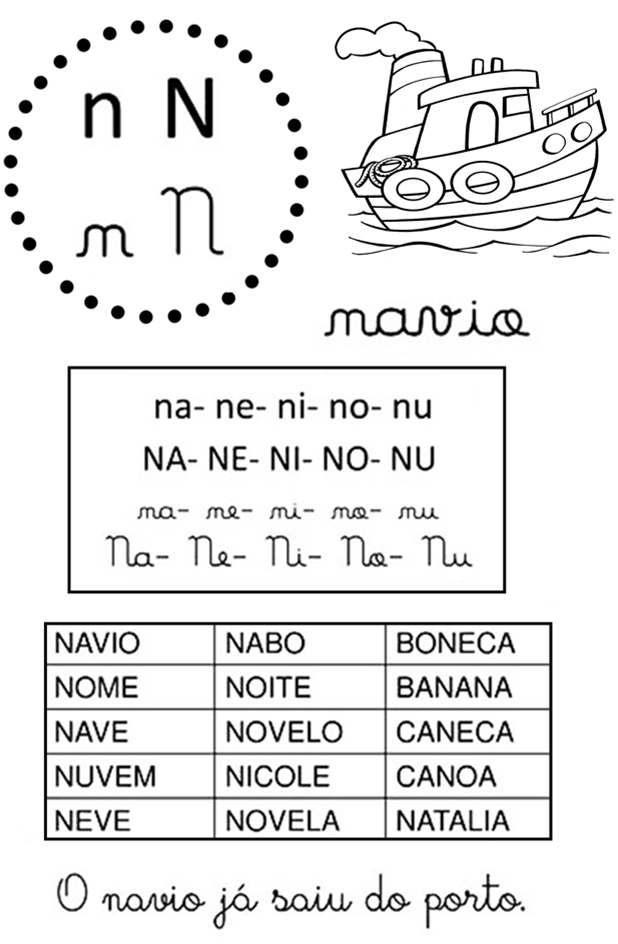 n N
n N
navio
na- ne- ni- no- nu
NA- NE- NI- NO- NU
na- ne- ni- no- nu
Na- Ne- Ni- No- Nu
NAVIO NABO BONECA
NOME NOITE BANANA
NAVE NOVELO CANECA
NUVEM NICOLE CANOA
NEVE NOVELA NATALIA
O navio já saiu do porto.